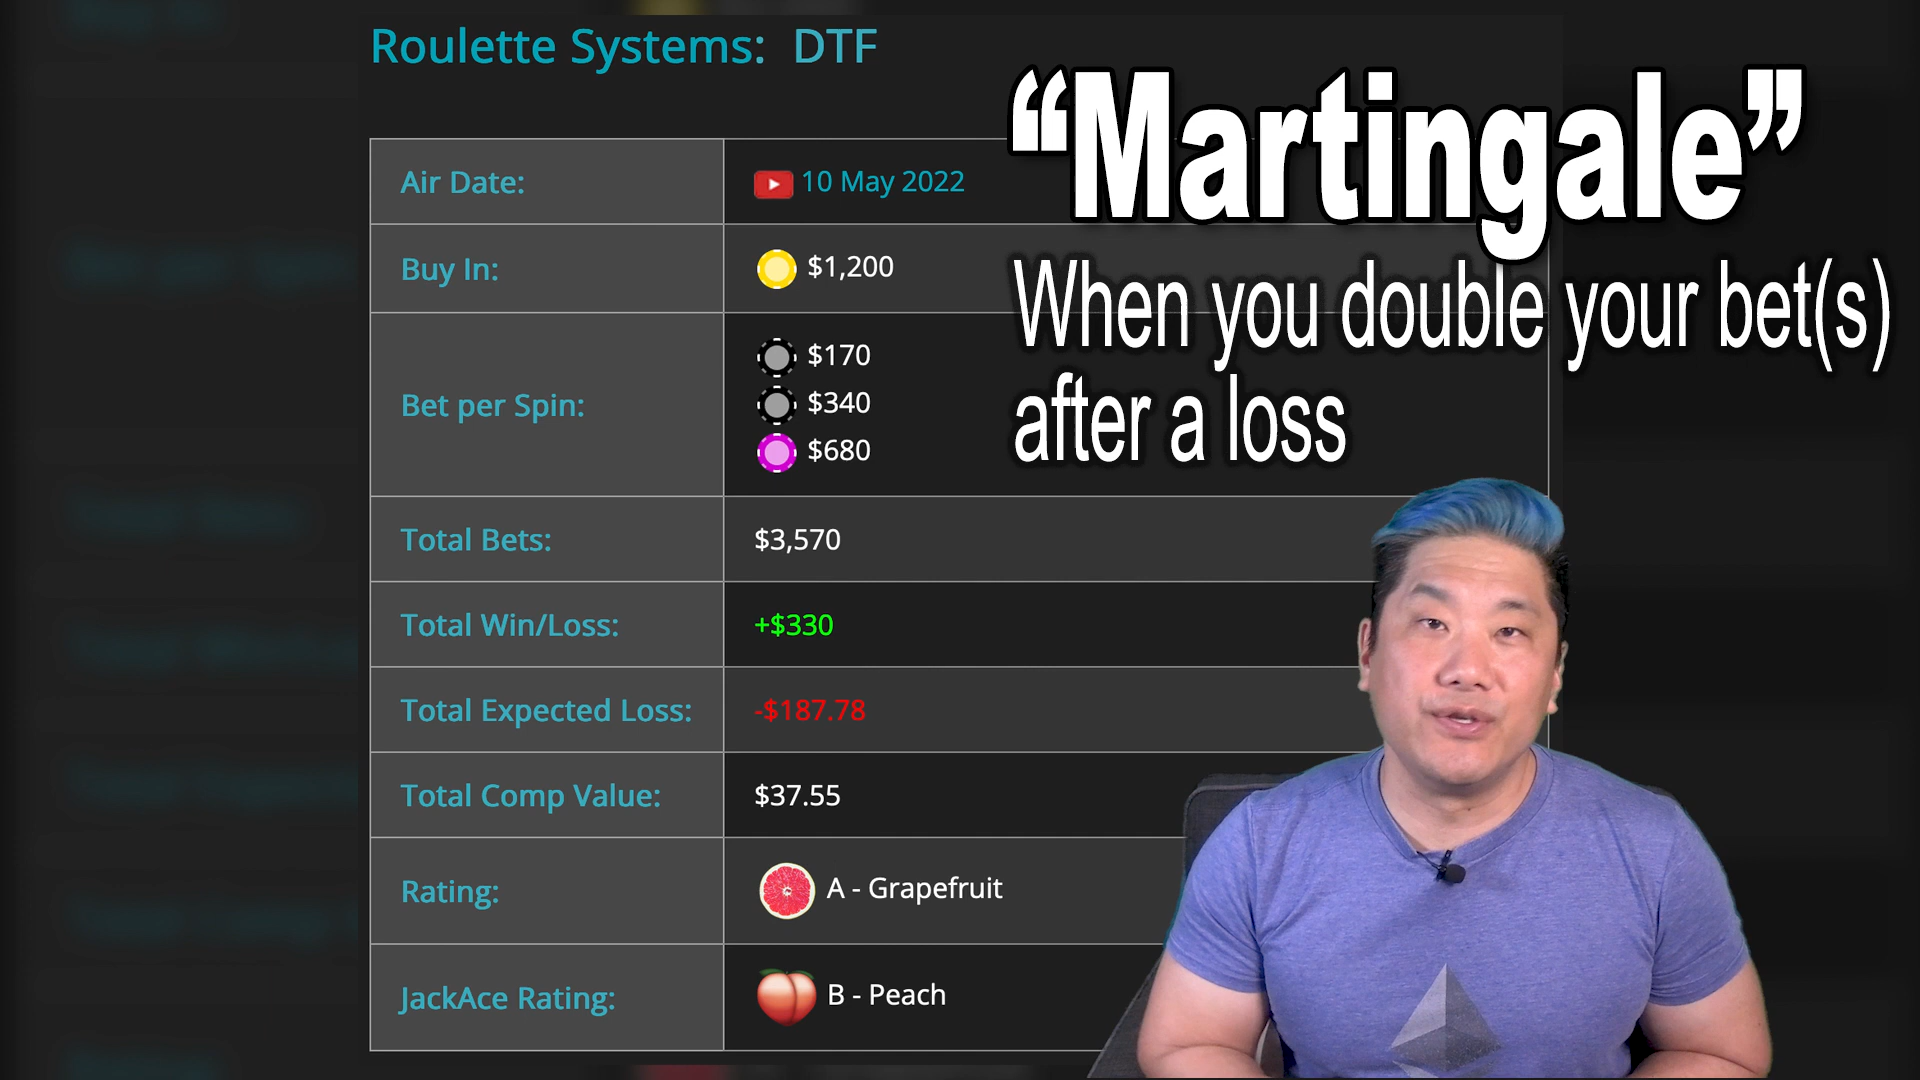 Roulette Systems: DTF
“Martingale”
When you double your bet(s)
after a loss
Air Date: 10 May 2022
Buy In: $1,200
Bet per Spin: $170
$340
$680
Total Bets: $3,570
Total Win/Loss: +$330
Total Expected Loss: -$187.78
Total Comp Value: $37.55
Rating: A - Grapefruit
JackAce Rating: B - Peach